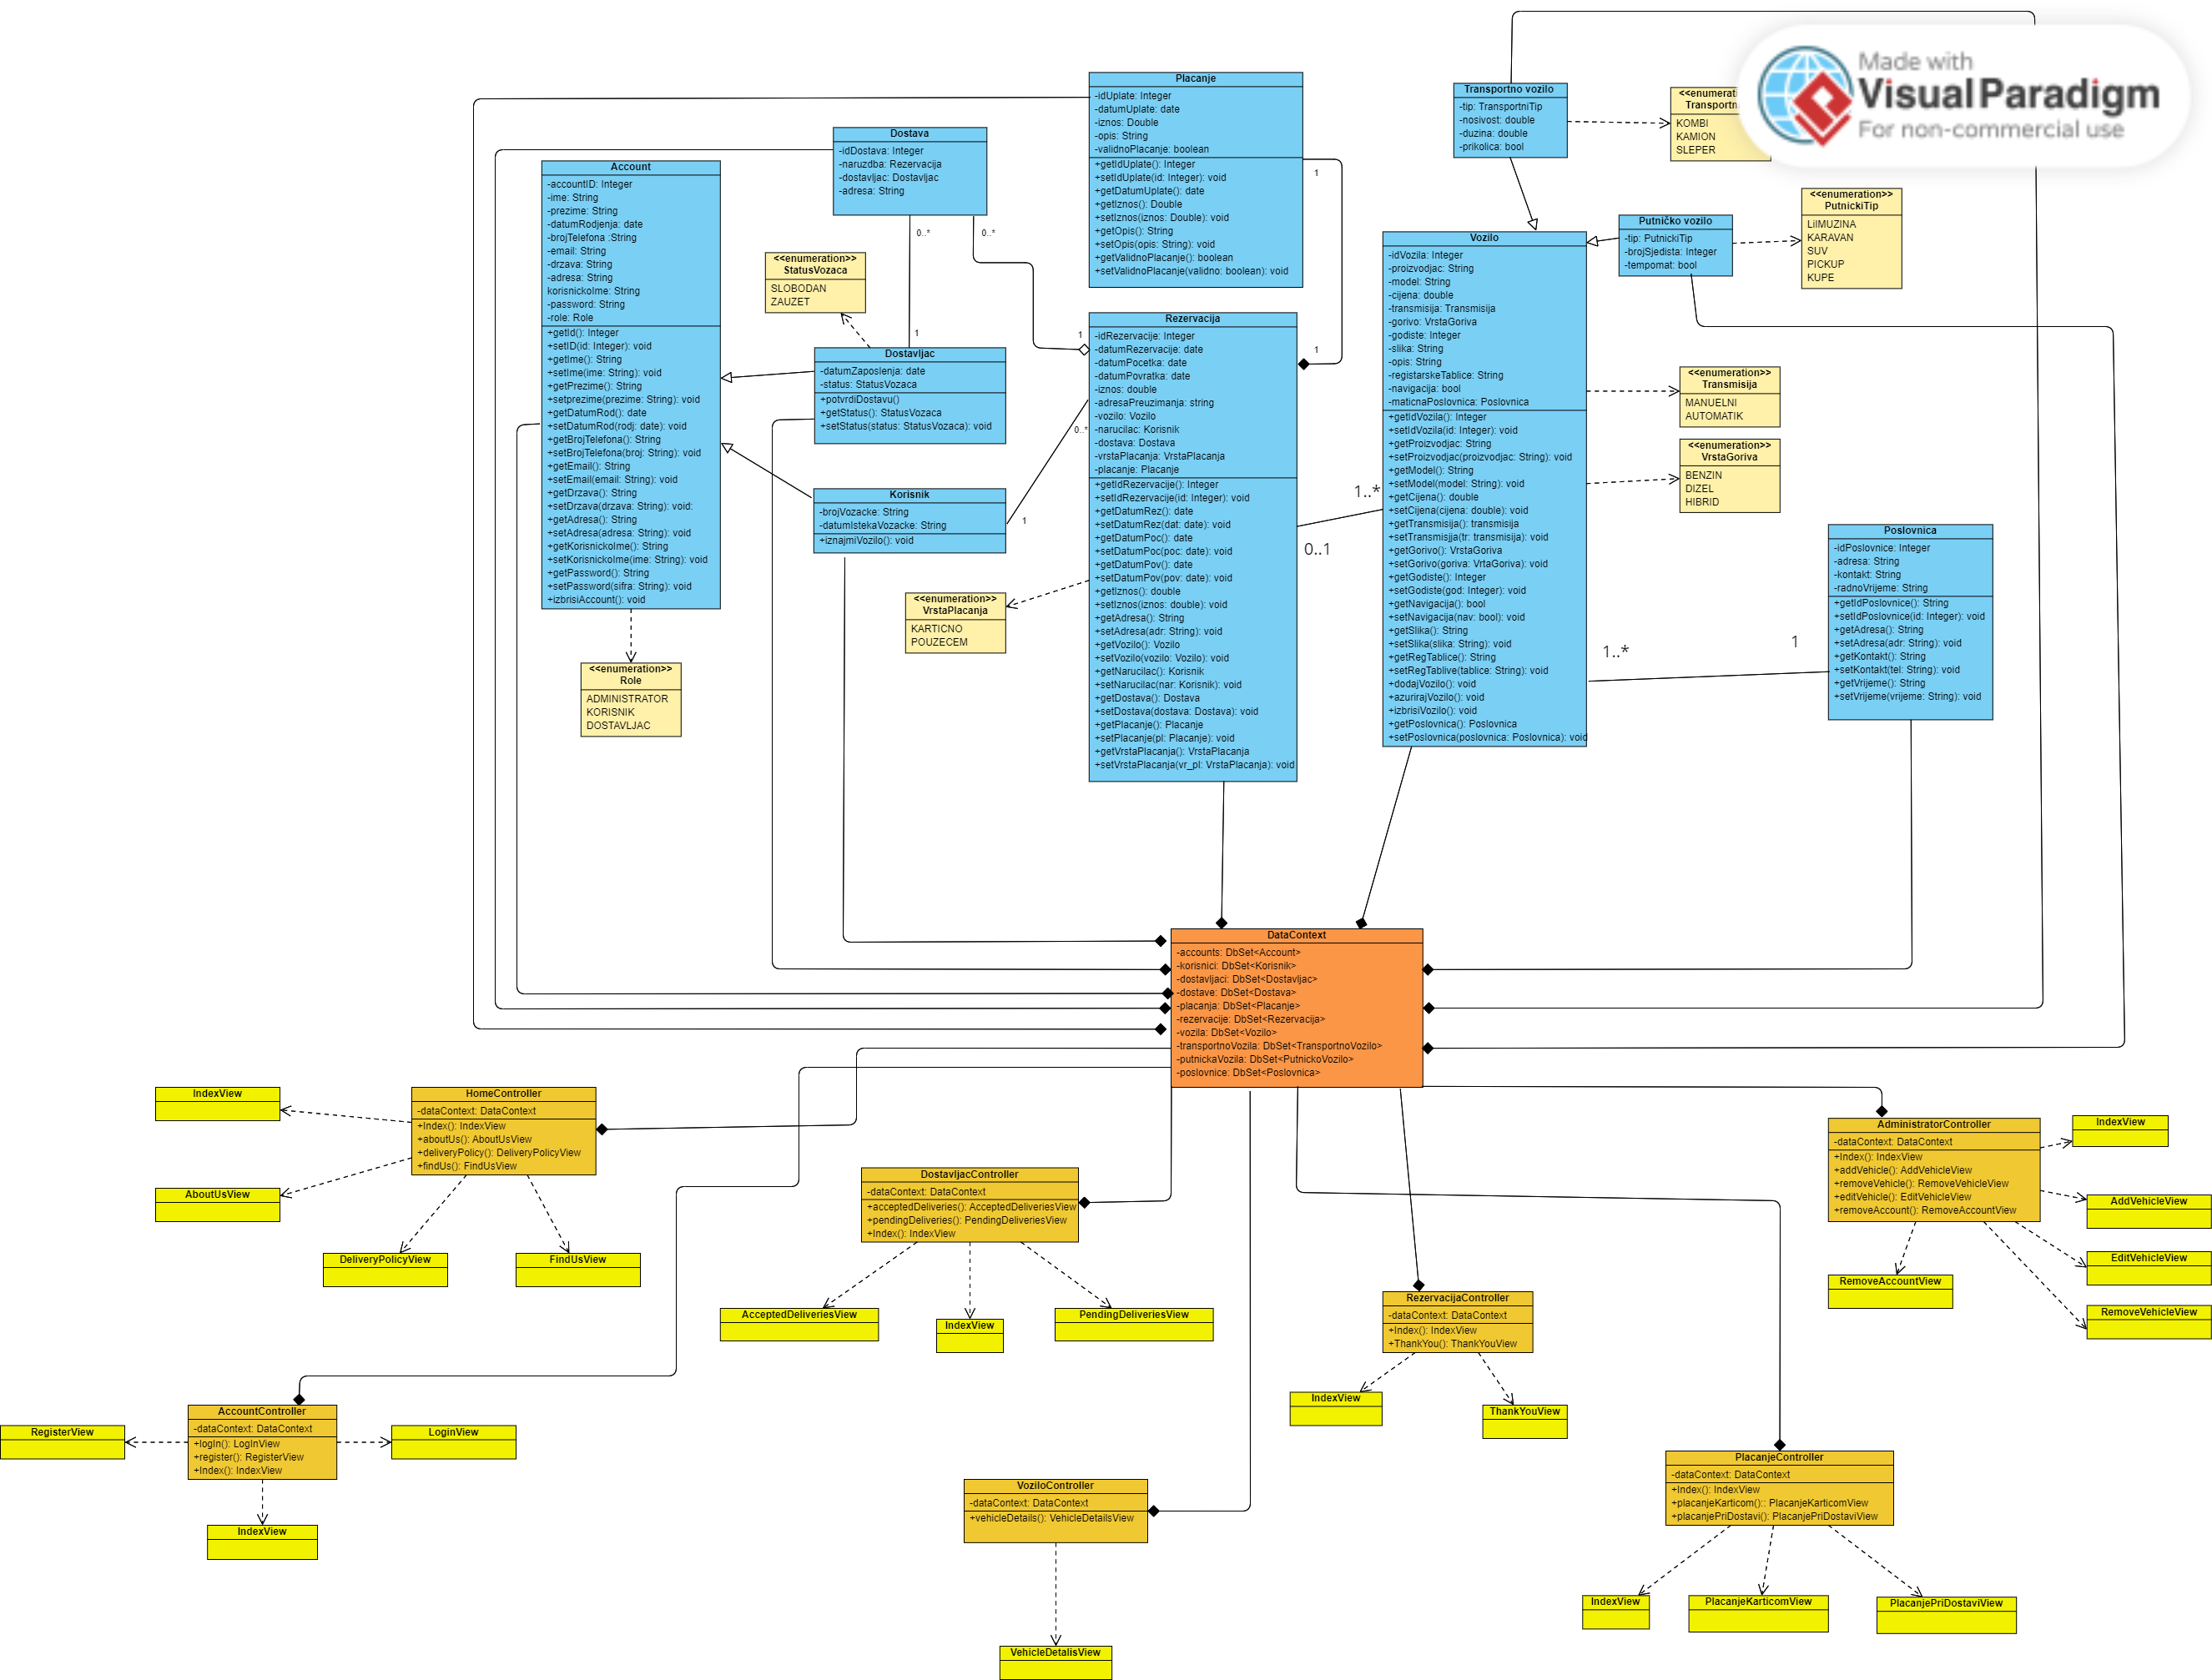 Made with
Visual Paradigm
For non-commercial use
Placanje
-idUplate: Integer
-datumUplate: date
-iznos: Double
-opis: String
-validnoPlacanje: boolean
+getIdUplate(): Integer
+setIdUplate(id: Integer): void
+getDatumUplate(): date
+getIznos(): Double
+setIznos(iznos: Double): void
+getOpis(): String
+setOpis(opis: String): void
+getValidnoPlacanje(): boolean
+setValidnoPlacanje(validno: boolean): void
1
1
Transportno vozilo
-tip: TransportniTip
-nosivost: double
-duzina: double
-prikolica: bool
KOMBI
KAMION
SLEPER
Dostava
-idDostava: Integer
-naruzdba: Rezervacija
-dostavljac: Dostavljac
-adresa: String
0..*
0..*
1
1
Account
-accountID: Integer
-ime: String
-prezime: String
-datumRodjenja: date
-brojTelefona :String
-email: String
-drzava: String
-adresa: String
korisnickoIme: String
-password: String
-role: Role
+getId(): Integer
+setID(id: Integer): void
+getIme(): String
+setIme(ime: String): void
+getPrezime(): String
+setprezime(prezime: String): void
+getDatumRod(): date
+setDatumRod(rodj: date): void
+getBrojTelefona(): String
+setBrojTelefona(broj: String): void
+getEmail(): String
+setEmail(email: String): void
+getDrzava(): String
+setDrzava(drzava: String): void:
+getAdresa(): String
+setAdresa(adresa: String): void
+getKorisnickoIme(): String
+setKorisnickoIme(ime: String): void
+getPassword(): String
+setPassword(sifra: String): void
+izbrisiAccount(): void
<<enumeration>>
StatusVozaca
SLOBODAN
ZAUZET
<<enumeration>>
PutnickiTip
LiIMUZINA
KARAVAN
SUV
PICKUP
KUPE
Putničko vozilo
-tip: PutnickiTip
-brojSjedista: Integer
-tempomat: bool
Vozilo
-idVozila: Integer
-proizvodjac: String
-model: String
-cijena: double
-transmisija: Transmisija
-gorivo: VrstaGoriva
-godiste: Integer
-slika: String
-opis: String
-registarskeTablice: String
-navigacija: bool
-maticnaPoslovnica: Poslovnica
+getIdVozila(): Integer
+setIdVozila(id: Integer): void
+getProizvodjac: String
+setProizvodjac(proizvodjac: String): void
+getModel(): String
+setModel(model: String): void
+getCijena(): double
+setCijena(cijena: double): void
+getTransmisija(): transmisija
+setTransmisjja(tr: transmisija): void
+getGorivo(): VrstaGoriva
+setGorivo(goriva: VrtaGoriva): void
+getGodiste(): Integer
+setGodiste(god: Integer): void
+getNavigacija(): bool
+setNavigacija(nav: bool): void
+getSlika(): String
+setSlika(slika: String): void
+getRegTablice(): String
+setRegTablive(tablice: String): void
+dodajVozilo(): void
+azurirajVozilo(): void
+izbrisiVozilo(): void
+getPoslovnica(): Poslovnica
+setPoslovnica(poslovnica: Poslovnica): void
Rezervacija
-idRezervacije: Integer
-datumRezervacije: date
-datumPocetka: date
-datumPovratka: date
-iznos: double
-adresaPreuzimanja: string
-vozilo: Vozilo
-narucilac: Korisnik
-dostava: Dostava
-vrstaPlacanja: VrstaPlacanja
-placanje: Placanje
+getIdRezervacije(): Integer
+setIdRezervacije(id: Integer): void
+getDatumRez(): date
+setDatumRez(dat: date): void
+getDatumPoc(): date
+setDatumPoc(poc: date): void
+getDatumPov(): date
+setDatumPov(pov: date): void
+getIznos(): double
+setIznos(iznos: double): void
+getAdresa(): String
+setAdresa(adr: String): void
+getVozilo(): Vozilo
+setVozilo(vozilo: Vozilo): void
+getNarucilac(): Korisnik
+setNarucilac(nar: Korisnik): void
+getDostava(): Dostava
+setDostava(dostava: Dostava): void
+getPlacanje(): Placanje
+setPlacanje(pl: Placanje): void
+getVrstaPlacanja(): VrstaPlacanja
+setVrstaPlacanja(vr_pl: VrstaPlacanja): void
Dostavljac
-datumZaposlenja: date
-status: StatusVozaca
+potvrdiDostavu()
+getStatus(): StatusVozaca
+setStatus(status: StatusVozaca): void
<<enumeration>>
Transmisija
MANUELNI
AUTOMATIK
<<enumeration>>
VrstaGoriva
BENZIN
DIZEL
HIBRID
Korisnik
-brojVozacke: String
-datumIstekaVozacke: String
+iznajmiVozilo(): void
0..*
1
1..*
0..1
Poslovnica
-idPoslovnice: Integer
-adresa: String
-kontakt: String
-radnoVrijeme: String
+getIdPoslovnice(): String
+setIdPoslovnice(id: Integer): void
+getAdresa(): String
+setAdresa(adr: String): void
+getKontakt(): String
+setKontakt(tel: String): void
+getVrijeme(): String
+setVrijeme(vrijeme: String): void
1..*
1
<<enumeration>>
VrstaPlacanja
KARTICNO
POUZECEM
<<enumeration>>
Role
ADMINISTRATOR
KORISNIK
DOSTAVLJAC
DataContext
-accounts: DbSet<Account>
-korisnici: DbSet<Korisnik>
-dostavljaci: DbSet<Dostavljac>
-dostave: DbSet<Dostava>
-placanja: DbSet<Placanje>
-rezervacije: DbSet<Rezervacija>
-vozila: DbSet<Vozilo>
-transportnoVozila: DbSet<TransportnoVozilo>
-putnickaVozila: DbSet<PutnickoVozilo>
-poslovnice: DbSet<Poslovnica>
IndexView
HomeController
-dataContext: DataContext
+Index(): IndexView
+aboutUs(): AboutUsView
+deliveryPolicy(): DeliveryPolicyView
+findUs(): FindUsView
AboutUsView
DeliveryPolicyView
FindUsView
DostavljacController
-dataContext: DataContext
+acceptedDeliveries(): AcceptedDeliveriesView
+pendingDeliveries(): PendingDeliveriesView
+Index(): IndexView
AcceptedDeliveriesView
IndexView
PendingDeliveriesView
AdministratorController
-dataContext: DataContext
+Index(): IndexView
+addVehicle(): AddVehicleView
+removeVehicle(): RemoveVehicleView
+editVehicle(): EditVehicleView
+removeAccount(): RemoveAccountView
IndexView
AddVehicleView
EditVehicleView
RemoveAccountView
RemoveVehicleView
RezervacijaController
-dataContext: DataContext
+Index(): IndexView
+ThankYou(): ThankYouView
IndexView
ThankYouView
AccountController
-dataContext: DataContext
+logIn(): LogInView
+register(): RegisterView
+Index(): IndexView
RegisterView
LoginView
IndexView
VoziloController
-dataContext: DataContext
+vehicleDetails(): VehicleDetailsView
VehicleDetalisView
PlacanjeController
-dataContext: DataContext
+Index(): IndexView
+placanjeKarticom():: PlacanjeKarticomView
+placanjePriDostavi(): PlacanjePriDostaviView
IndexView
PlacanjeKarticomView
PlacanjePriDostaviView